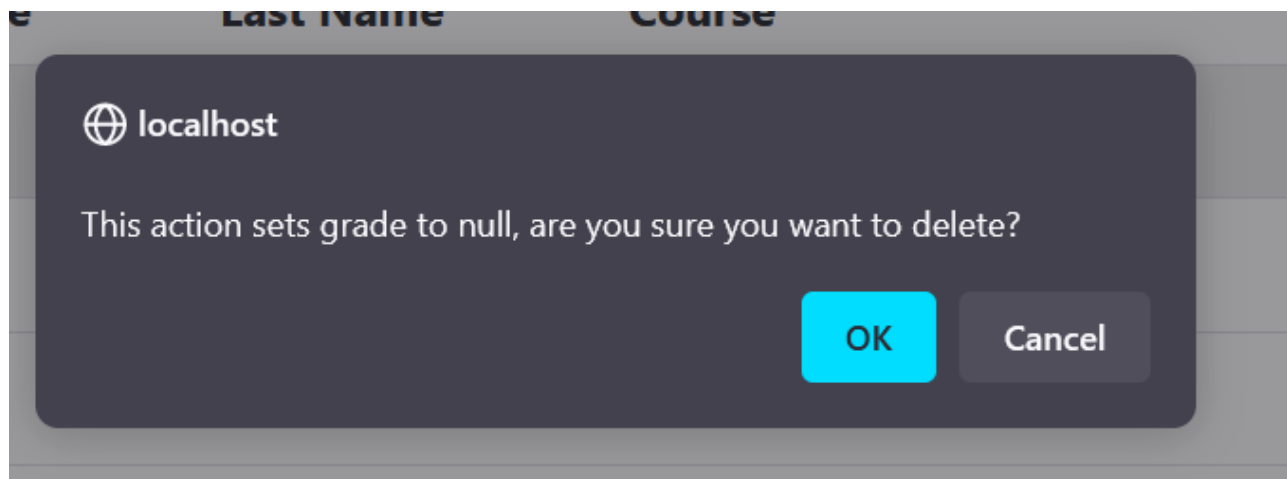 Last Name Course
localhost
This action sets grade to null, are you sure you want to delete?
OK Cancel